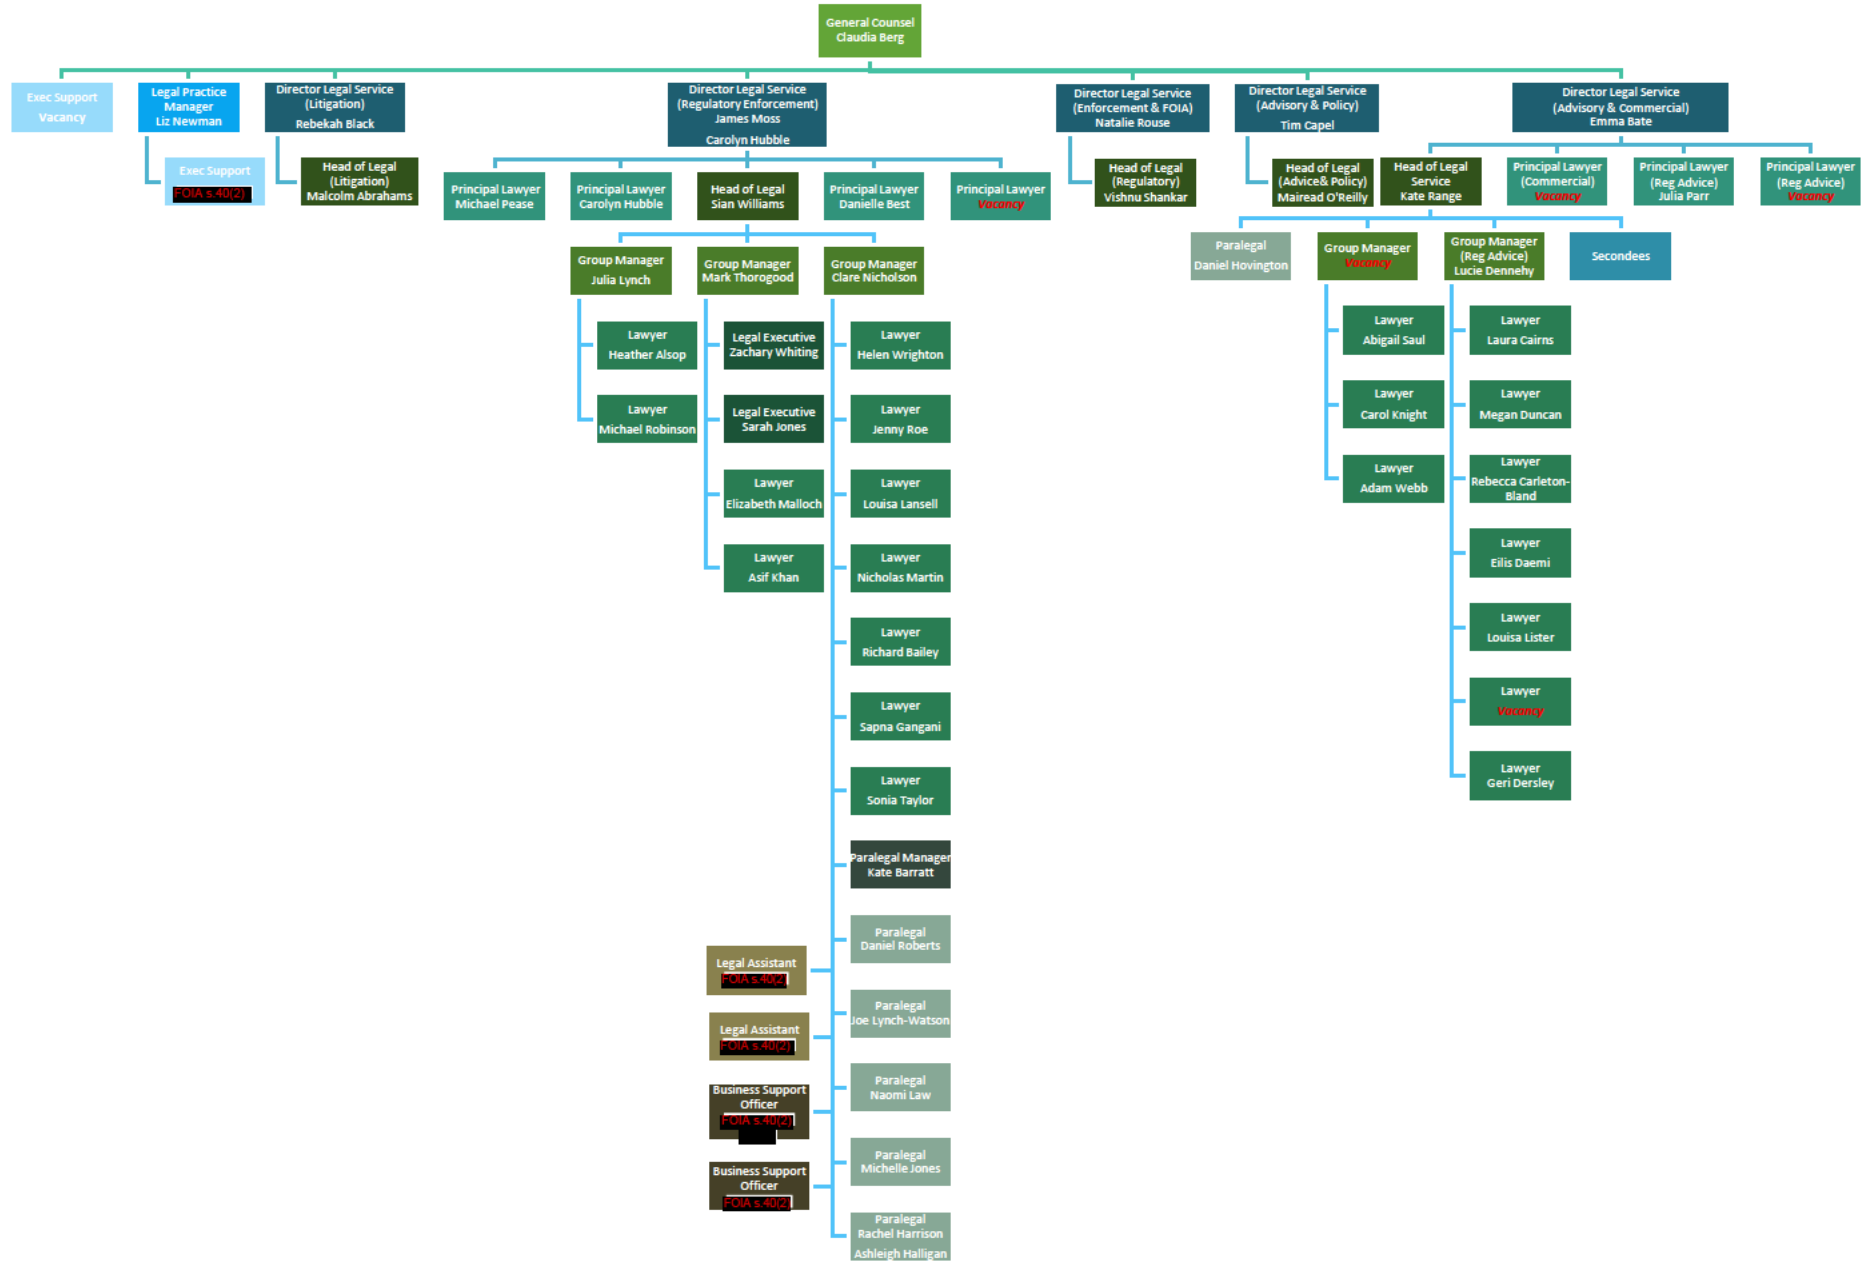 General Counsel
Claudia Berg
Exec Support
Vacancy
Legal Practice
Manager
Liz Newman
Director Legal Service
(Litigation)
Rebekah Black
Director Legal Service
(Regulatory Enforcement)
James Moss
Carolyn Hubble
Director Legal Service
(Enforcement & FOIA)
Natalie Rouse
Director Legal Service
(Advisory & Policy)
Tim Capel
Director Legal Service
(Advisory & Commercial)
Emma Bate
Exec Support
FOIA s.40(2)
Head of Legal
(Litigation)
Malcolm Abrahams
Principal Lawyer
Michael Pease
Principal Lawyer
Carolyn Hubble
Head of Legal
Sian Williams
Principal Lawyer
Danielle Best
Principal Lawyer
Vacancy
Head of Legal
(Regulatory)
Vishnu Shankar
Head of Legal
(Advice& Policy)
Mairead O'Reilly
Head of Legal
Service
Kate Range
Principal Lawyer
(Commercial)
Vacancy
Principal Lawyer
(Reg Advice)
Julia Parr
Principal Lawyer
(Reg Advice)
Vacancy
Group Manager
Julia Lynch
Group Manager
Mark Thorogood
Group Manager
Clare Nicholson
Paralegal
Daniel Hovington
Group Manager
Vacancy
Group Manager
(Reg Advice)
Lucie Dennehy
Secondees
Lawyer
Heather Alsop
Lawyer
Michael Robinson
Legal Executive
Zachary Whiting
Legal Executive
Sarah Jones
Lawyer
Elizabeth Malloch
Lawyer
Asif Khan
Lawyer
Helen Wrighton
Lawyer
Jenny Roe
Lawyer
Louisa Lansell
Lawyer
Nicholas Martin
Lawyer
Richard Bailey
Lawyer
Sapna Gangani
Lawyer
Sonia Taylor
Paralegal Manager
Kate Barratt
Paralegal
Daniel Roberts
Paralegal
Joe Lynch-Watson
Paralegal
Naomi Law
Paralegal
Michelle Jones
Paralegal
Rachel Harrison
Ashleigh Halligan
Legal Assistant
FOIA s.40(2)
Legal Assistant
FOIA s.40(2)
Business Support
Officer
FOIA s.40(2)
Business Support
Officer
FOIA s.40(2)
Lawyer
Abigail Saul
Lawyer
Carol Knight
Lawyer
Adam Webb
Lawyer
Laura Cairns
Lawyer
Megan Duncan
Lawyer
Rebecca Carleton-
Bland
Lawyer
Eilis Daemi
Lawyer
Louisa Lister
Lawyer
Vacancy
Lawyer
Geri Dersley